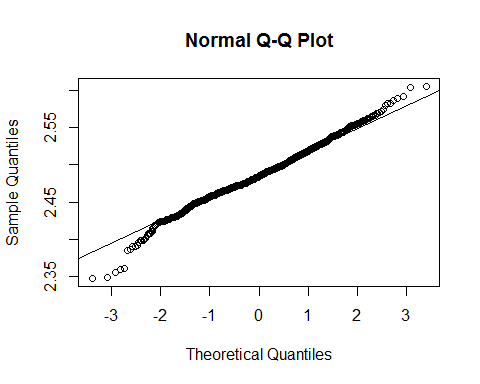 Normal Q-Q Plot
Sample Quantiles
2.55
2.45
2.35
-3 -2 -1 0 1 2 3
Theoretical Quantiles